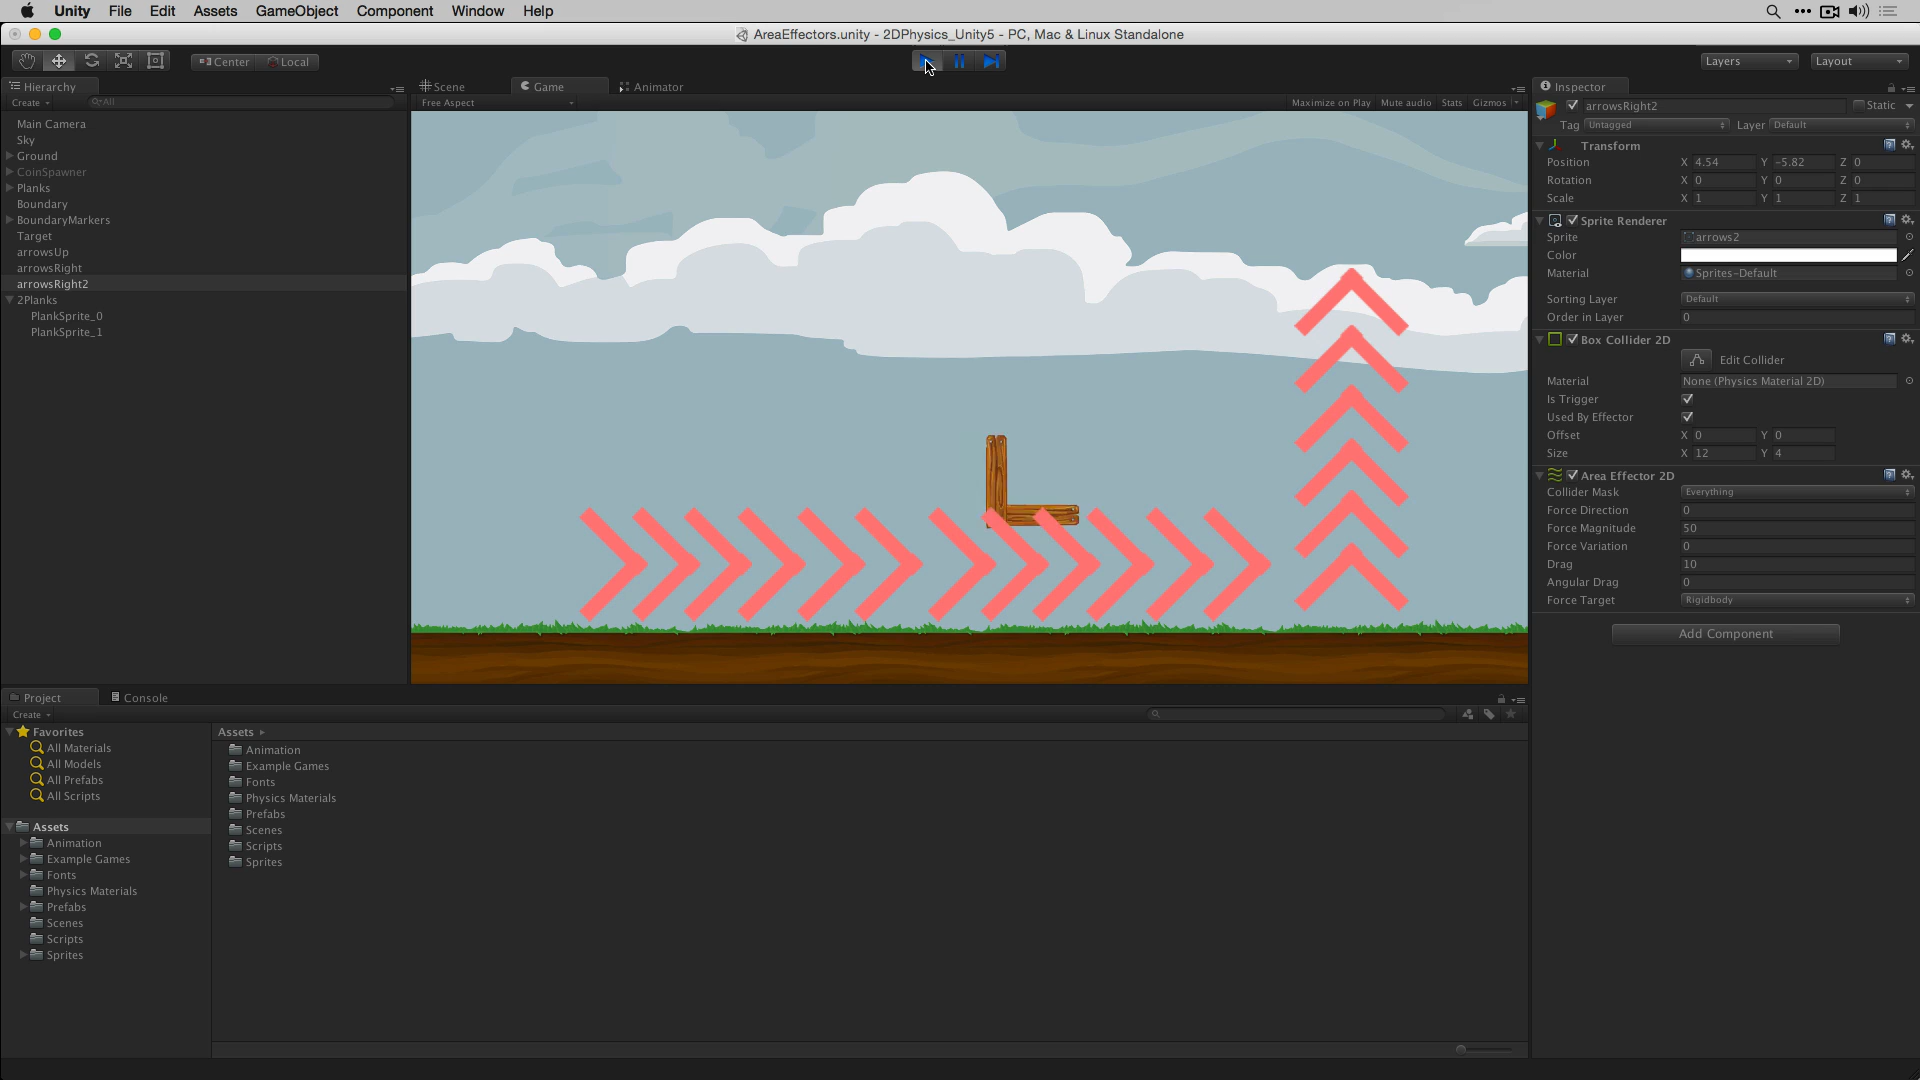 Unity File Edit Assets GameObject Component Window Help
AreaEffectors.unity - 2DPhysics_Unity5 - PC, Mac & Linux Standalone
Center Local
Layers Layout
Hierarchy
Create All
Main Camera
Sky
Ground
CoinSpawner
Planks
Boundary
BoundaryMarkers
Target
arrowsUp
arrowsRight
arrowsRight2
2Planks
PlankSprite_0
PlankSprite_1
Scene Game Animator
Free Aspect Maximize on Play Mute audio Stats Gizmos
Inspector
arrowsRight2 Static
Tag Untagged Layer Default
Transform
Position X 4.54 Y -5.82 Z 0
Rotation X 0 Y 0 Z 0
Scale X 1 Y 1 Z 1
Sprite Renderer
Sprite arrows2
Color
Material Sprites-Default
Sorting Layer Default
Order in Layer 0
Box Collider 2D
Edit Collider
Material None (Physics Material 2D)
Is Trigger
Used By Effector
Offset X 0 Y 0
Size X 12 Y 4
Area Effector 2D
Collider Mask Everything
Force Direction 0
Force Magnitude 50
Force Variation 0
Drag 10
Angular Drag 0
Force Target Rigidbody
Add Component
Project Console
Create
Favorites
All Materials
All Models
All Prefabs
All Scripts
Assets
Animation
Example Games
Fonts
Physics Materials
Prefabs
Scenes
Scripts
Sprites
Assets
Animation
Example Games
Fonts
Physics Materials
Prefabs
Scenes
Scripts
Sprites